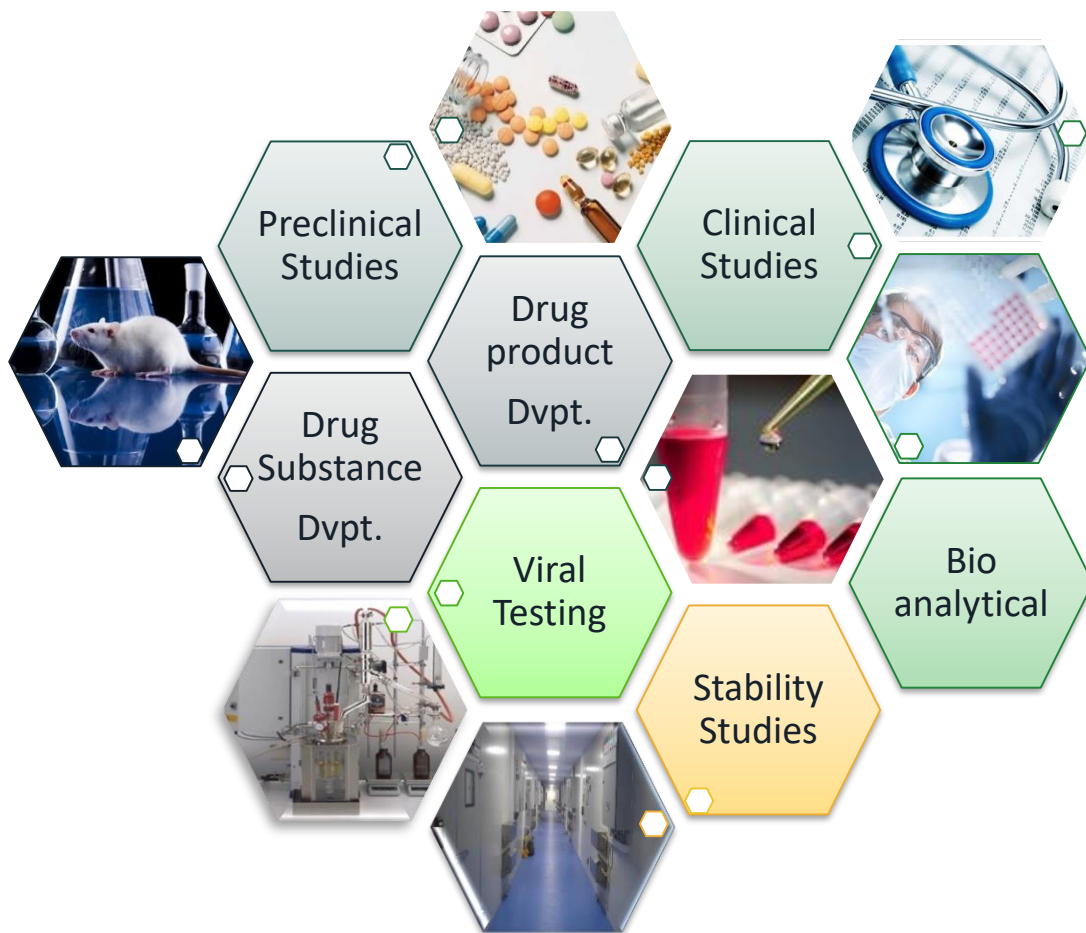 Preclinical
Studies
Clinical
Studies
Drug
product
Dvpt.
Drug
Substance
Dvpt.
Viral
Testing
Bio
analytical
Stability
Studies